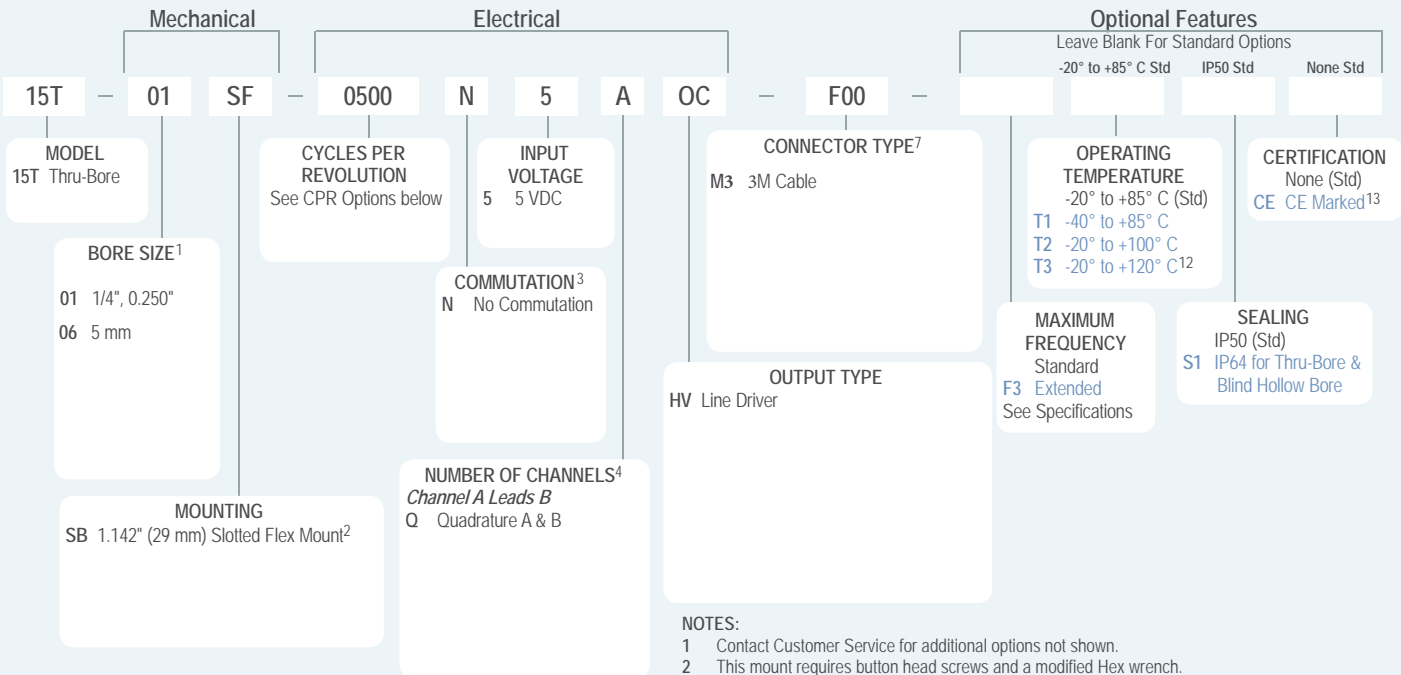 Mechanical Electrical Optional Features
Leave Blank For Standard Options
-20° to +85° C Std IP50 Std None Std
15T – 01 SF – 0500 N 5 A OC – F00 –
MODEL
15T Thru-Bore
BORE SIZE1
01 1/4", 0.250"
06 5 mm
MOUNTING
SB 1.142" (29 mm) Slotted Flex Mount2
CYCLES PER
REVOLUTION
See CPR Options below
COMMUTATION3
N No Commutation
INPUT
VOLTAGE
5 5 VDC
NUMBER OF CHANNELS4
Channel A Leads B
Q Quadrature A & B
OUTPUT TYPE
HV Line Driver
CONNECTOR TYPE7
M3 3M Cable
MAXIMUM
FREQUENCY
Standard
F3 Extended
See Specifications
OPERATING
TEMPERATURE
-20° to +85° C (Std)
T1 -40° to +85° C
T2 -20° to +100° C
T3 -20° to +120° C12
SEALING
IP50 (Std)
S1 IP64 for Thru-Bore &
Blind Hollow Bore
CERTIFICATION
None (Std)
CE CE Marked13
NOTES:
1 Contact Customer Service for additional options not shown.
2 This mount requires button head screws and a modified Hex wrench.